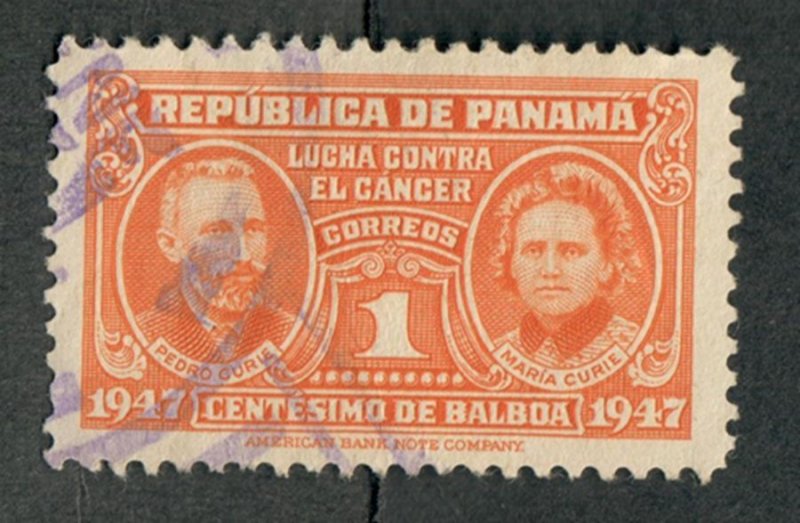 REPÚBLICA DE PANAMÁ
LUCHA CONTRA
EL CÁNCER
CORREOS
1
PEDRO CURIE
MARÍA CURIE
1947 CENTÉSIMO DE BALBOA 1947
AMERICAN BANK NOTE COMPANY.